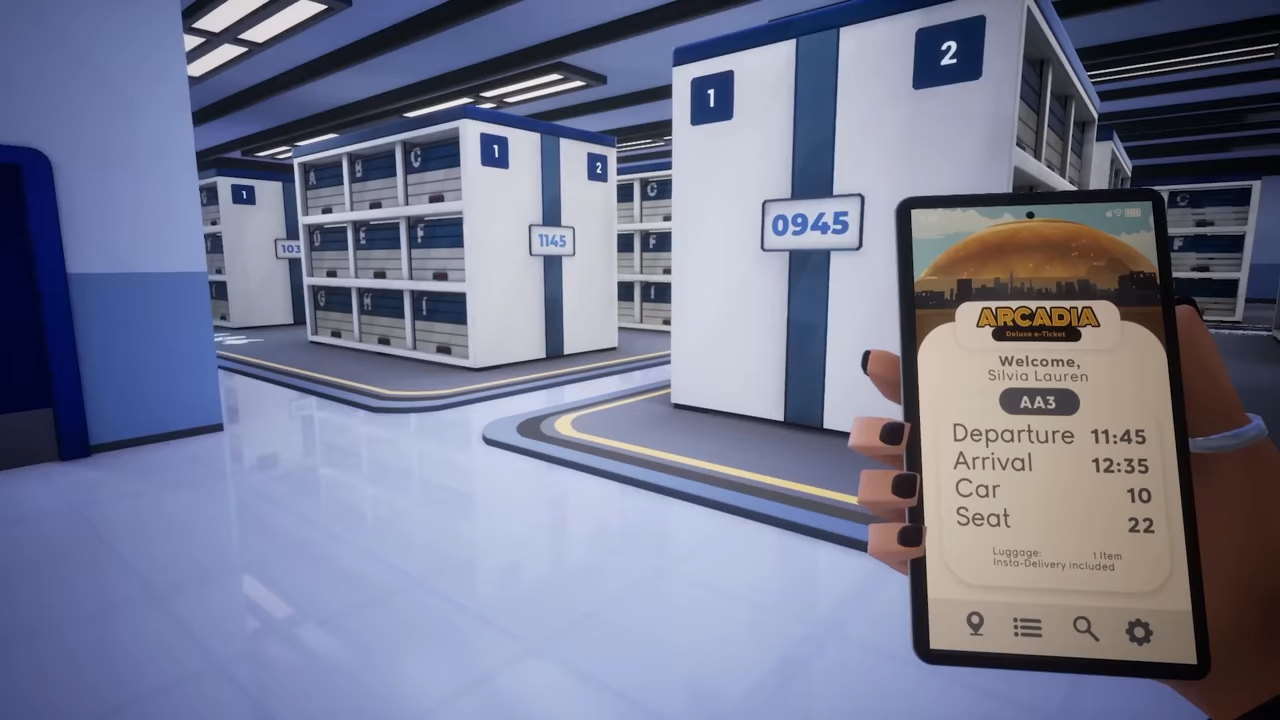 1
103
A B C
D E F
G H I
1
2
1145
C
F
I
1
2
0945
C
F
ARCADIA
Deluxe e-Ticket
Welcome,
Silvia Lauren
AA3
Departure 11:45
Arrival 12:35
Car 10
Seat 22
Luggage: 1 Item
Insta-Delivery included